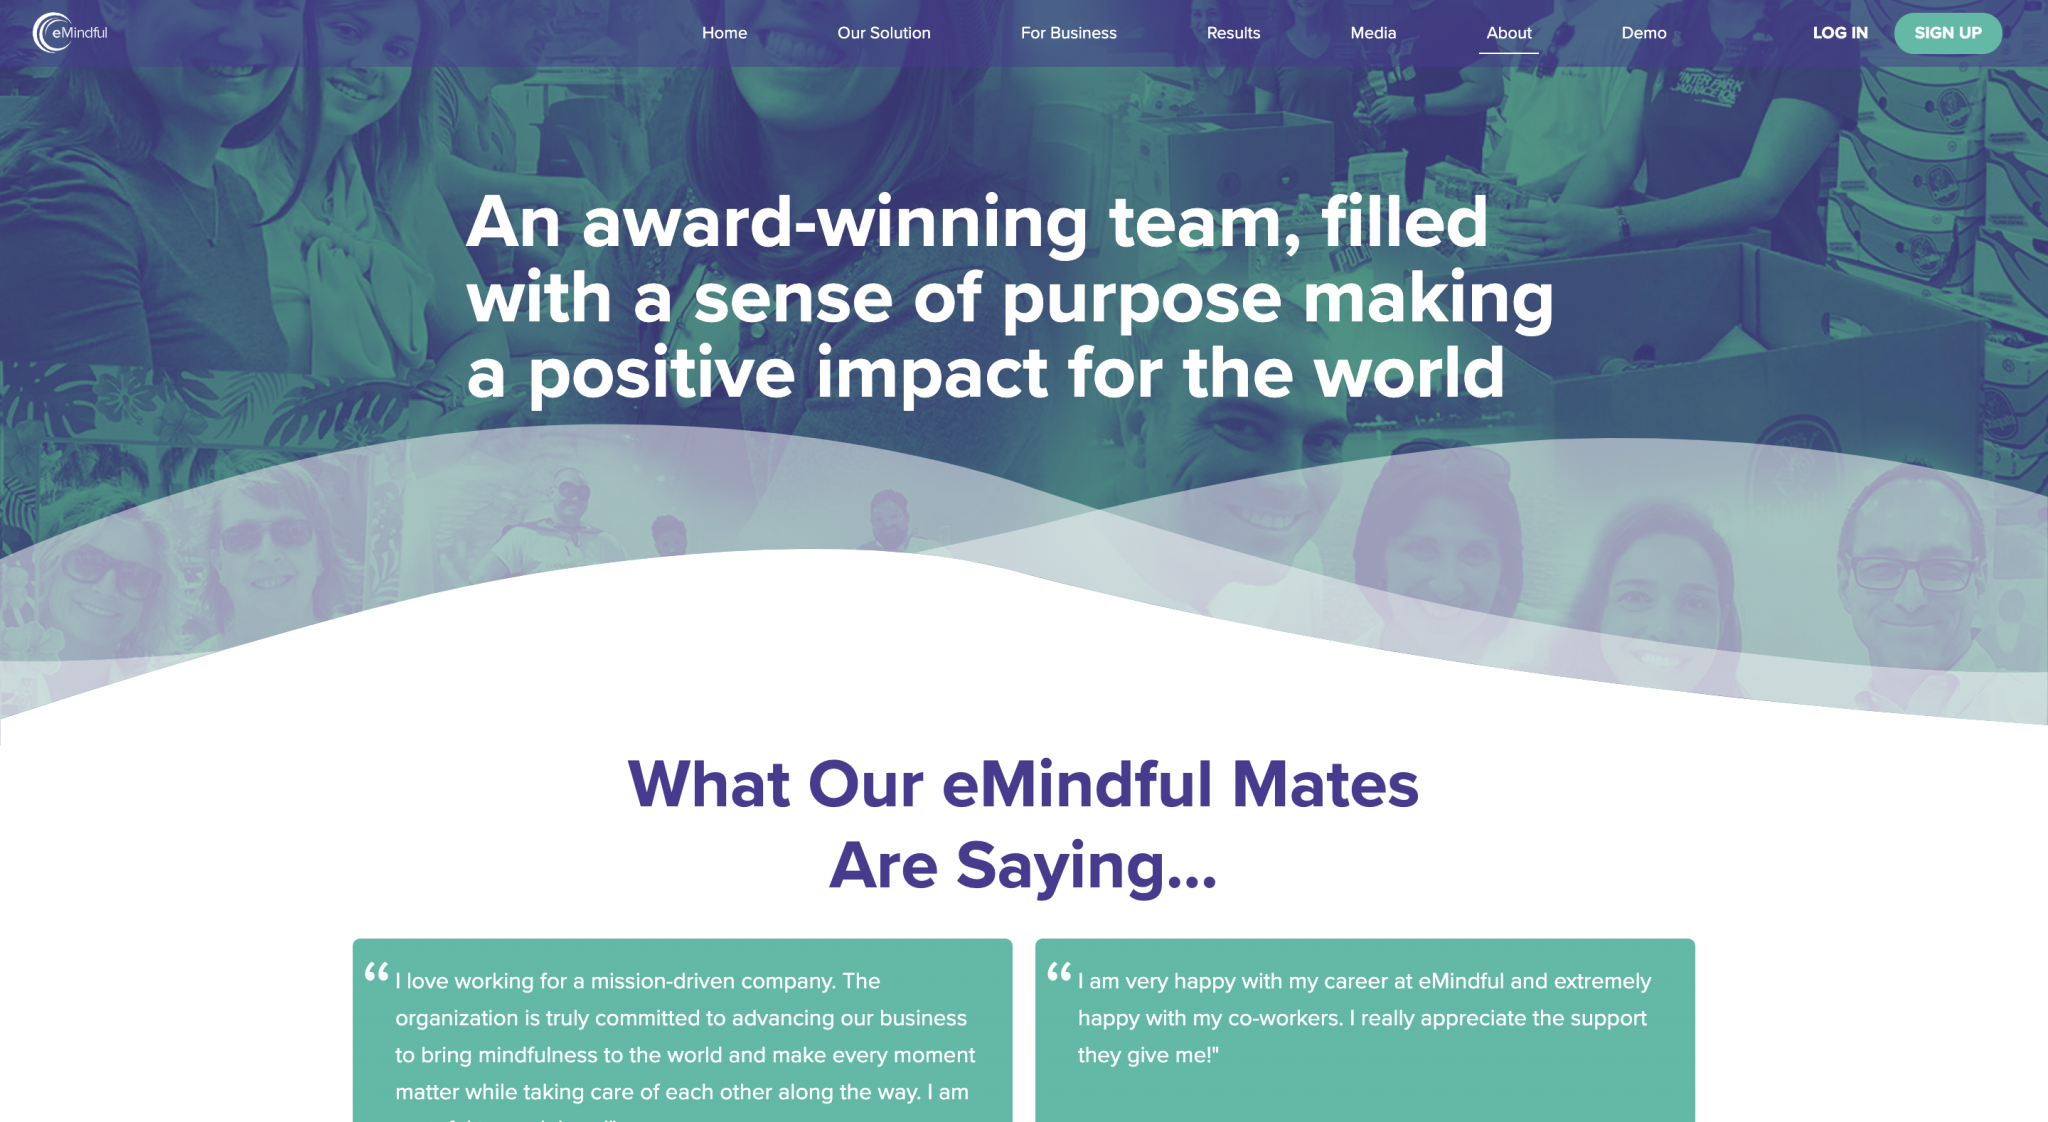 eMindful
Home
Our Solution
For Business
Results
Media
About
Demo
LOG IN
SIGN UP
An award-winning team, filled
with a sense of purpose making
a positive impact for the world
What Our eMindful Mates
Are Saying...
“ I love working for a mission-driven company. The
organization is truly committed to advancing our business
to bring mindfulness to the world and make every moment
matter while taking care of each other along the way. I am
“ I am very happy with my career at eMindful and extremely
happy with my co-workers. I really appreciate the support
they give me!"